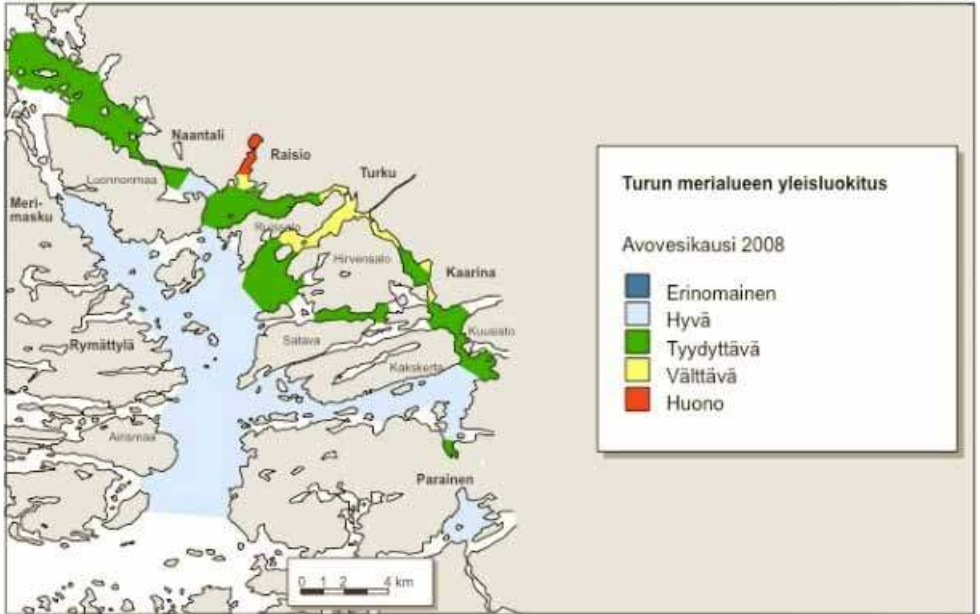 Naantali
Raisio
Luonnonmaa
Turku
Meri-
masku
Ruissalo
Hirvensalo
Kaarina
Kuusisto
Rymättylä
Satava
Kakskerta
Airismaa
Parainen
0 1 2 4 km
Turun merialueen yleisluokitus
Avovesikausi 2008
Erinomainen
Hyvä
Tyydyttävä
Välttävä
Huono